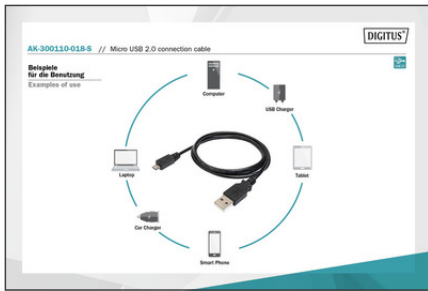 DIGITUS®
AK-300110-018-S // Micro USB 2.0 connection cable
Beispiele
für die Benutzung
Examples of use
Computer
USB Charger
Laptop
Tablet
Car Charger
Smart Phone